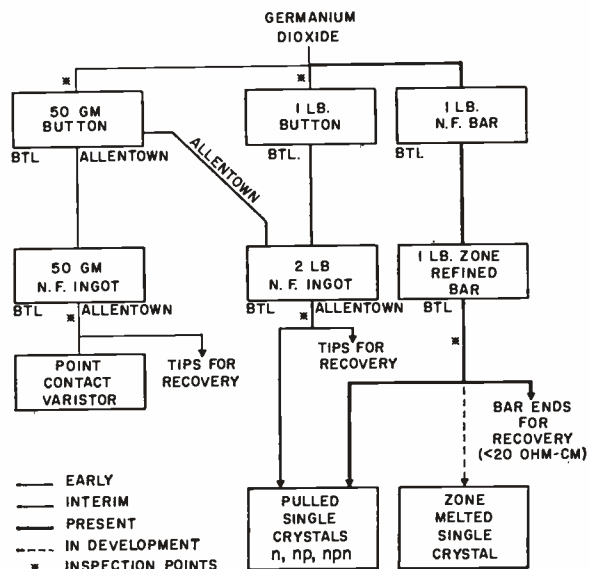 GERMANIUM
DIOXIDE
*
*
50 GM
BUTTON
1 LB.
BUTTON
1 LB.
N.F. BAR
BTL
ALLENTOWN
ALLENTOWN
BTL.
BTL
50 GM
N.F. INGOT
2 LB
N.F. INGOT
1 LB. ZONE
REFINED
BAR
BTL
*
ALLENTOWN
BTL
*
ALLENTOWN
BTL
*
POINT
CONTACT
VARISTOR
TIPS FOR
RECOVERY
TIPS FOR
RECOVERY
BAR ENDS
FOR
RECOVERY
(<20 OHM-CM)
PULLED
SINGLE
CRYSTALS
n, np, npn
ZONE
MELTED
SINGLE
CRYSTAL
EARLY
INTERIM
PRESENT
IN DEVELOPMENT
* INSPECTION POINTS